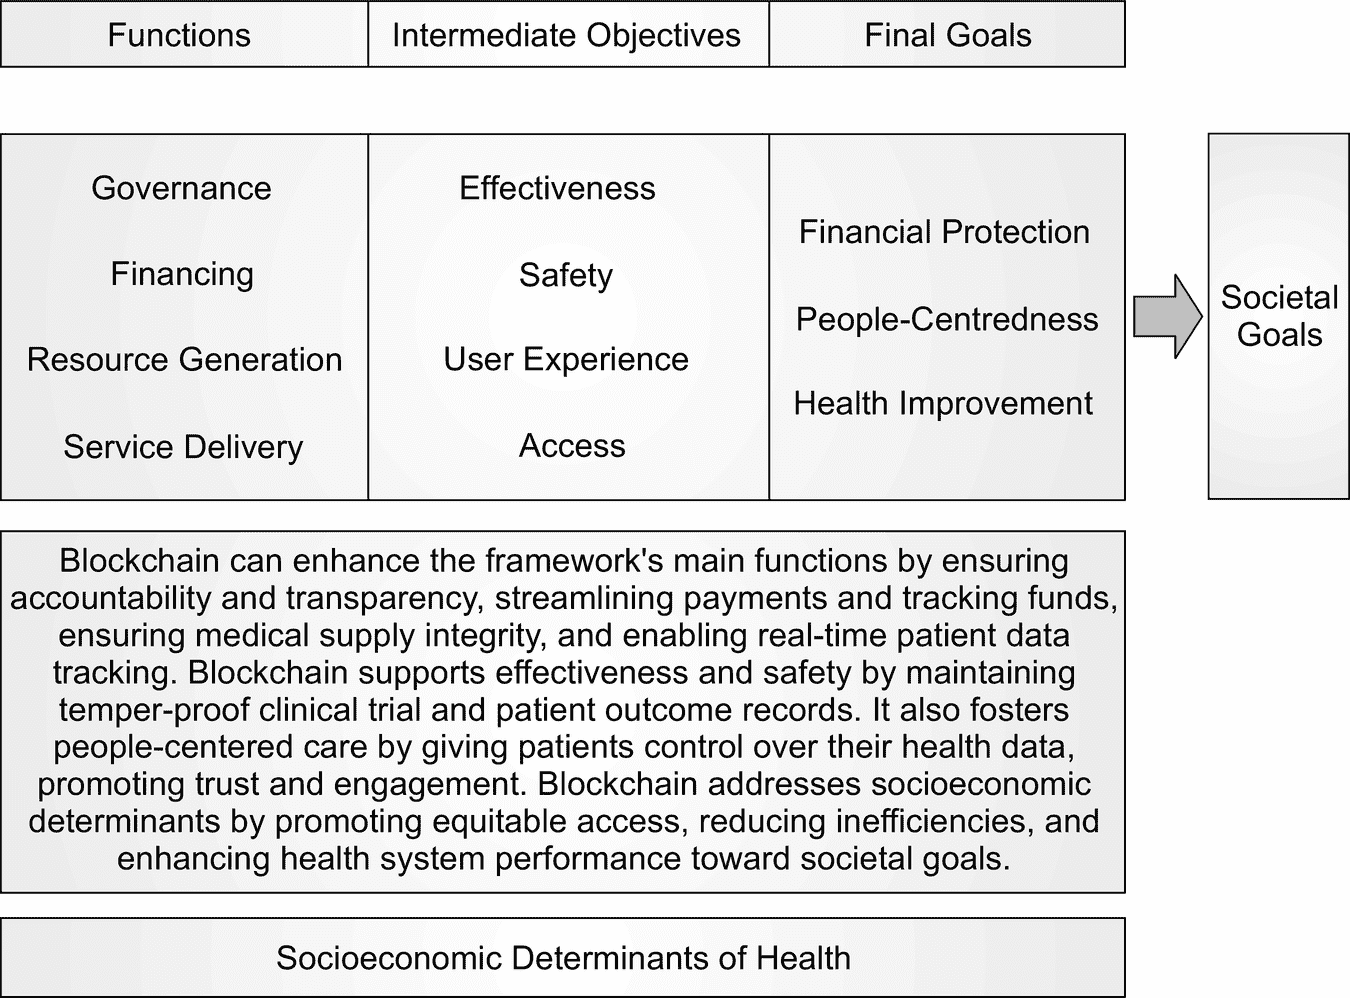 Functions
Intermediate Objectives
Final Goals
Governance
Financing
Resource Generation
Service Delivery
Effectiveness
Safety
User Experience
Access
Financial Protection
People-Centredness
Health Improvement
Societal
Goals
Blockchain can enhance the framework's main functions by ensuring
accountability and transparency, streamlining payments and tracking funds,
ensuring medical supply integrity, and enabling real-time patient data
tracking. Blockchain supports effectiveness and safety by maintaining
temper-proof clinical trial and patient outcome records. It also fosters
people-centered care by giving patients control over their health data,
promoting trust and engagement. Blockchain addresses socioeconomic
determinants by promoting equitable access, reducing inefficiencies, and
enhancing health system performance toward societal goals.
Socioeconomic Determinants of Health